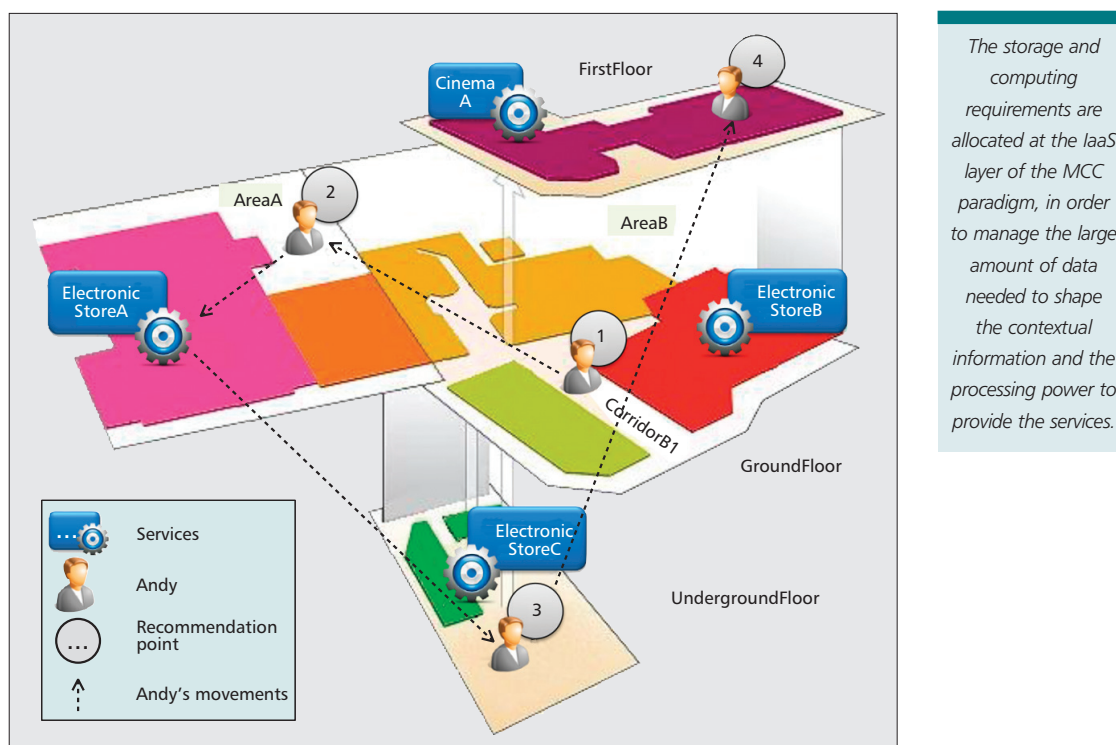 FirstFloor
4
Cinema
A
2
AreaA
AreaB
Electronic
StoreA
Electronic
StoreB
1
CorridorB1
GroundFloor
Electronic
StoreC
3
UndergroundFloor
...
Services
Andy
...
Recommendation
point
Andy's movements
The storage and
computing
requirements are
allocated at the IaaS
layer of the MCC
paradigm, in order
to manage the large
amount of data
needed to shape
the contextual
information and the
processing power to
provide the services.